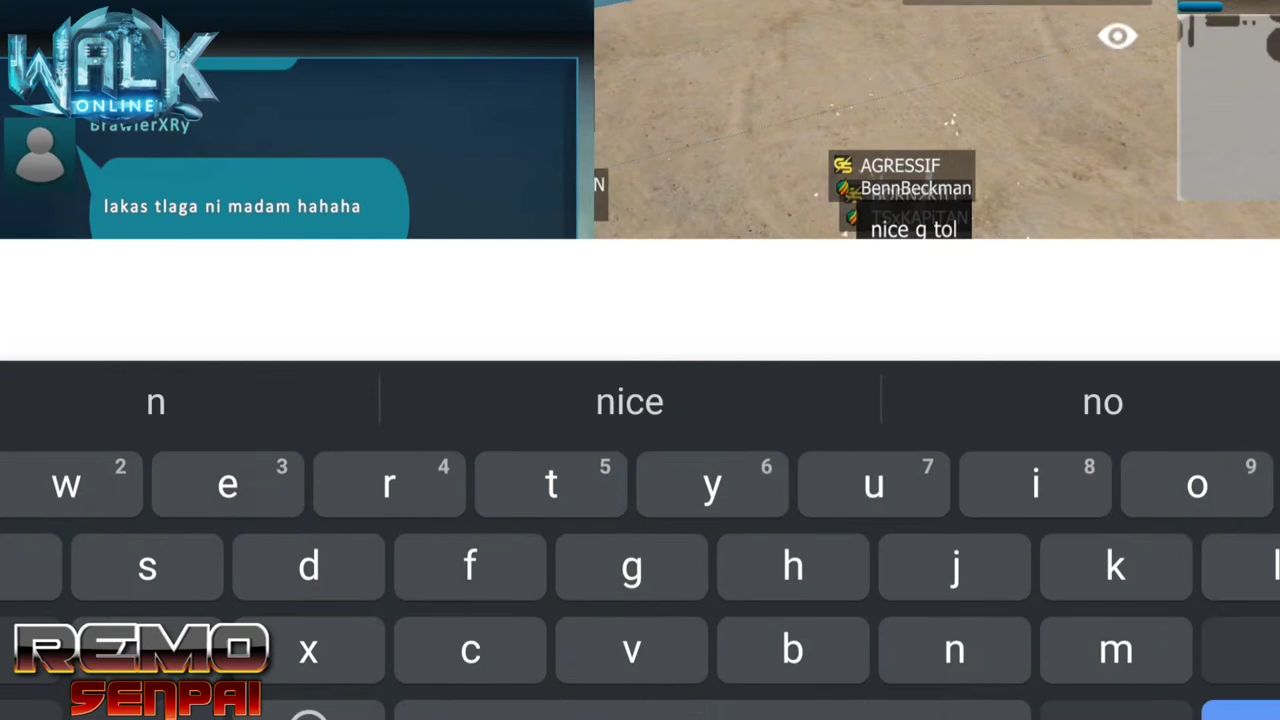 WALK
ONLINE
BrawlerXRy
lakas tlaga ni madam hahaha
N
AGRESSIF
BennBeckman
TSxKAPiTAN
nice g tol
n
nice
no
w 2 e 3 r 4 t 5 y 6 u 7 i 8 o 9
s d f g h j k l
x c v b n m
REMO
SENPAI